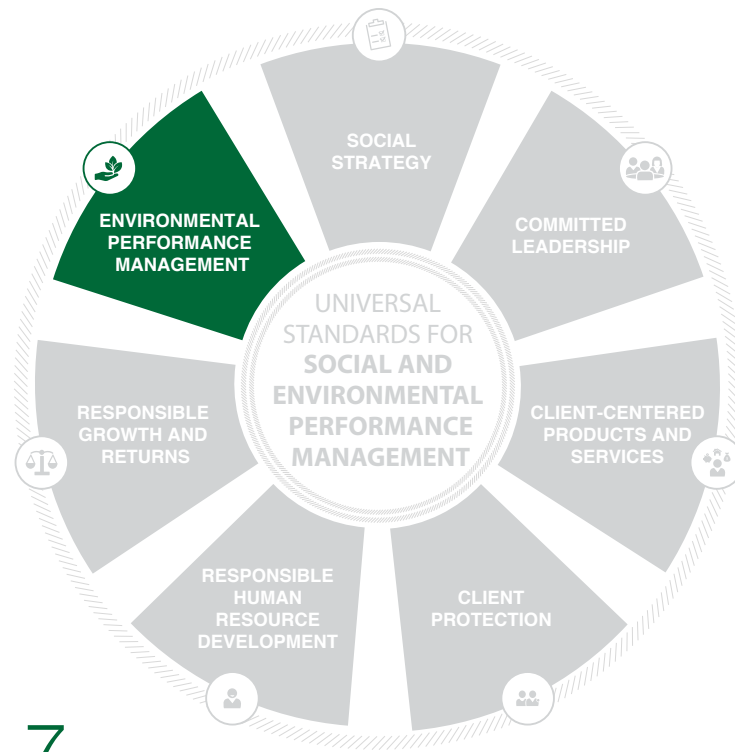 SOCIAL
STRATEGY
COMMITTED
LEADERSHIP
CLIENT-CENTERED
PRODUCTS AND
SERVICES
CLIENT
PROTECTION
RESPONSIBLE
HUMAN
RESOURCE
DEVELOPMENT
RESPONSIBLE
GROWTH AND
RETURNS
ENVIRONMENTAL
PERFORMANCE
MANAGEMENT
UNIVERSAL
STANDARDS FOR
SOCIAL AND
ENVIRONMENTAL
PERFORMANCE
MANAGEMENT
7